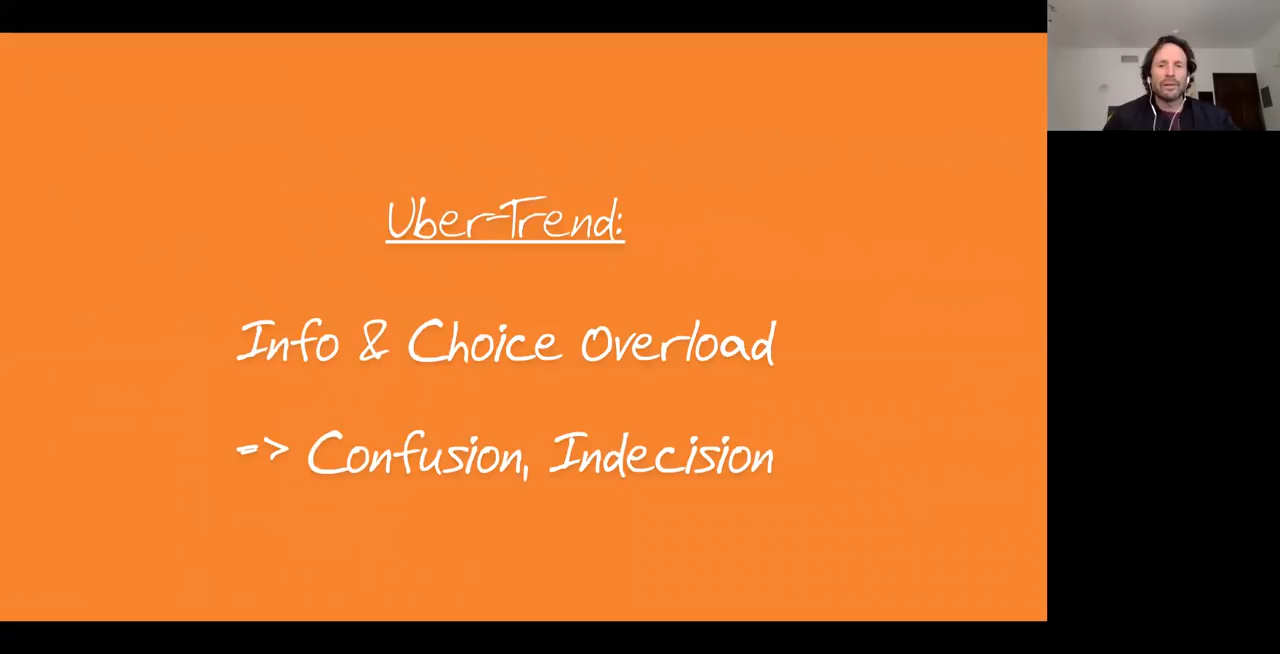 Uber-Trend:
Info & Choice Overload
=> Confusion, Indecision